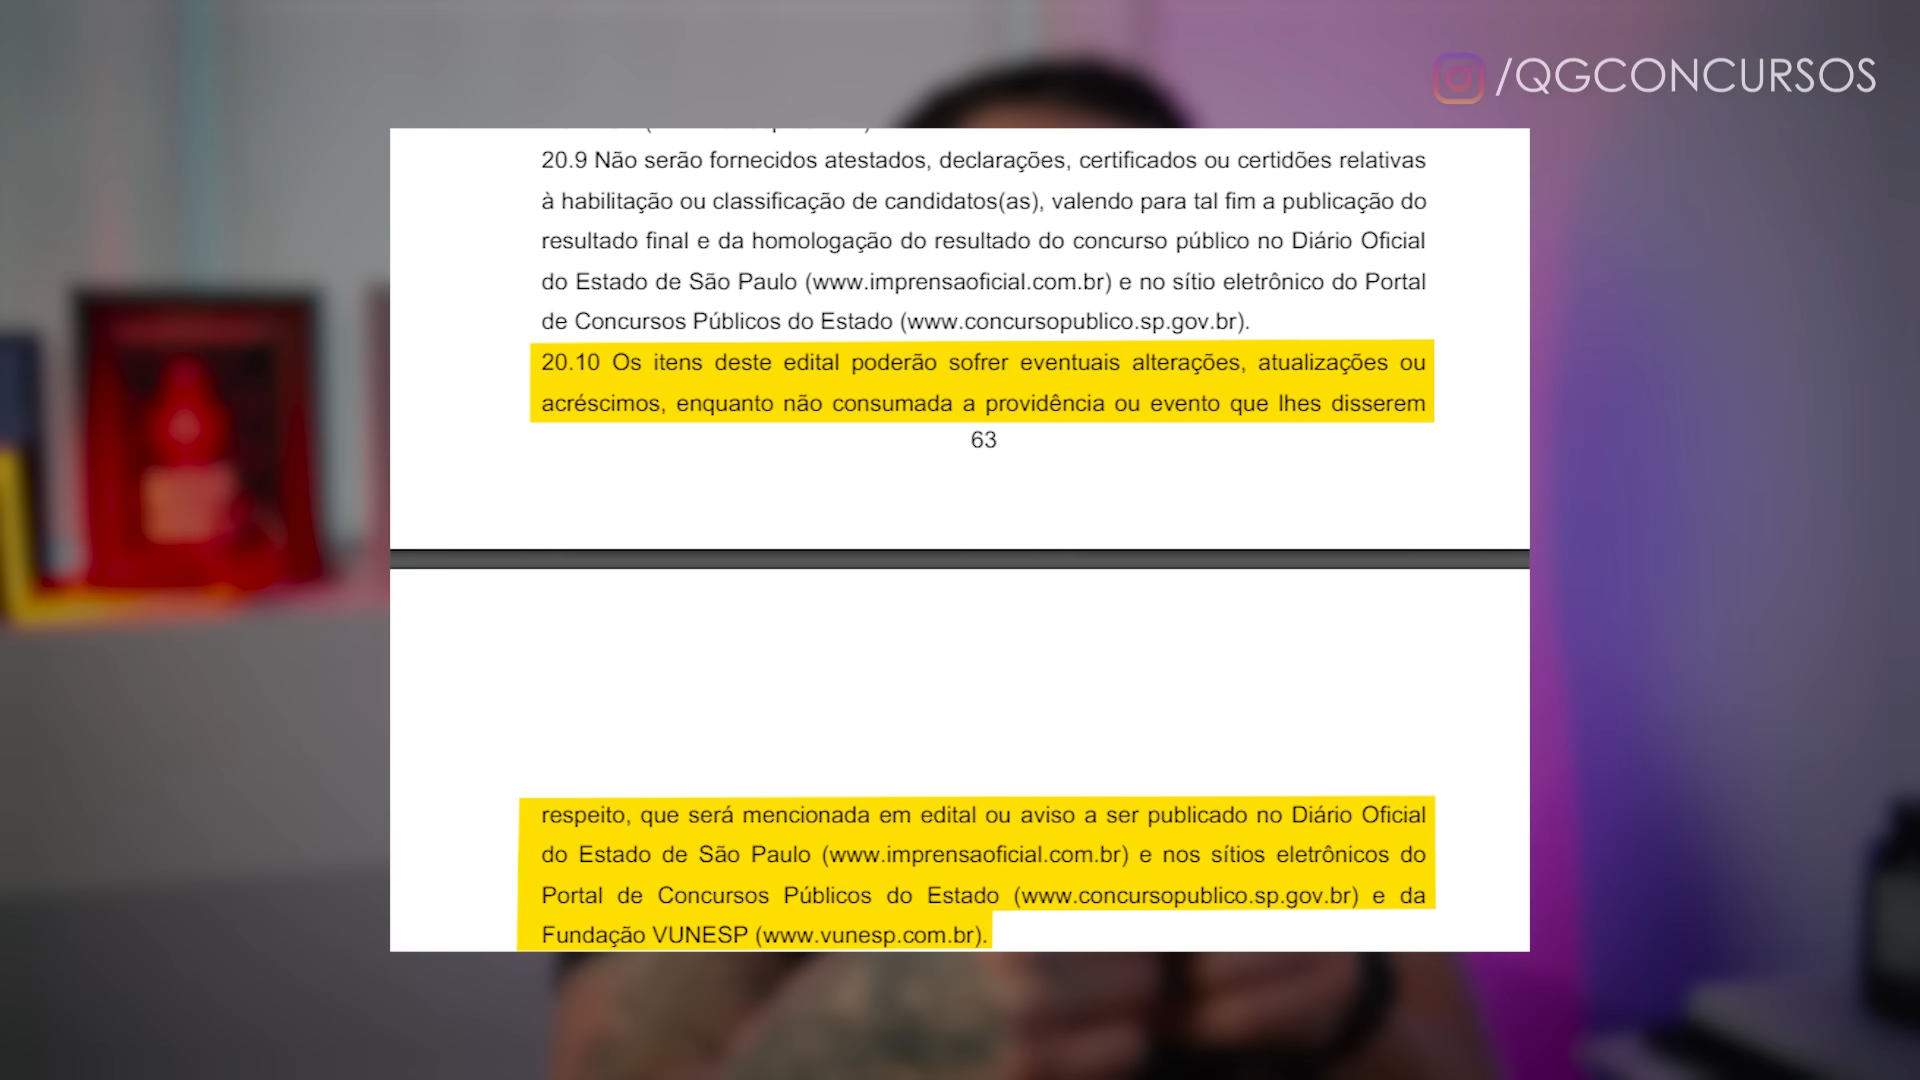 /QGCONCURSOS
20.9 Não serão fornecidos atestados, declarações, certificados ou certidões relativas
à habilitação ou classificação de candidatos(as), valendo para tal fim a publicação do
resultado final e da homologação do resultado do concurso público no Diário Oficial
do Estado de São Paulo (www.imprensaoficial.com.br) e no sítio eletrônico do Portal
de Concursos Públicos do Estado (www.concursopublico.sp.gov.br).
20.10 Os itens deste edital poderão sofrer eventuais alterações, atualizações ou
acréscimos, enquanto não consumada a providência ou evento que lhes disserem
63
respeito, que será mencionada em edital ou aviso a ser publicado no Diário Oficial
do Estado de São Paulo (www.imprensaoficial.com.br) e nos sítios eletrônicos do
Portal de Concursos Públicos do Estado (www.concursopublico.sp.gov.br) e da
Fundação VUNESP (www.vunesp.com.br).